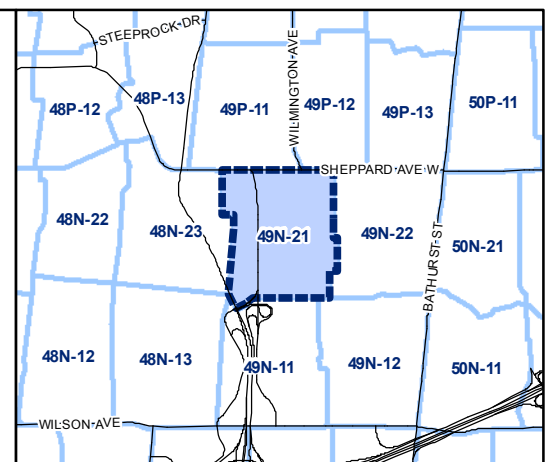 STEEPROCK DR
WILMINGTON AVE
48P-12
48P-13
49P-11
49P-12
49P-13
50P-11
SHEPPARD AVE W
48N-22
48N-23
49N-21
49N-22
50N-21
BATHURST ST
48N-12
48N-13
49N-11
49N-12
50N-11
WILSON AVE